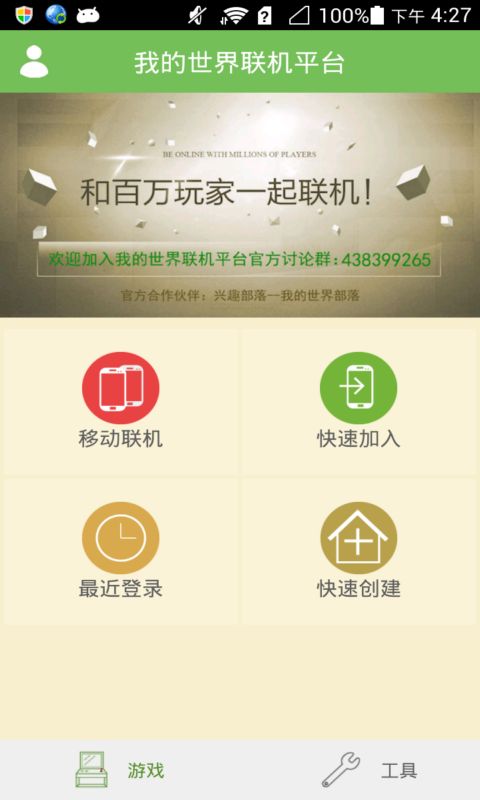 100% 下午 4:27
我的世界联机平台
BE ONLINE WITH MILLIONS OF PLAYERS
和百万玩家一起联机!
欢迎加入我的世界联机平台官方讨论群:438399265
官方合作伙伴：兴趣部落--我的世界部落
移动联机
快速加入
最近登录
快速创建
游戏
工具